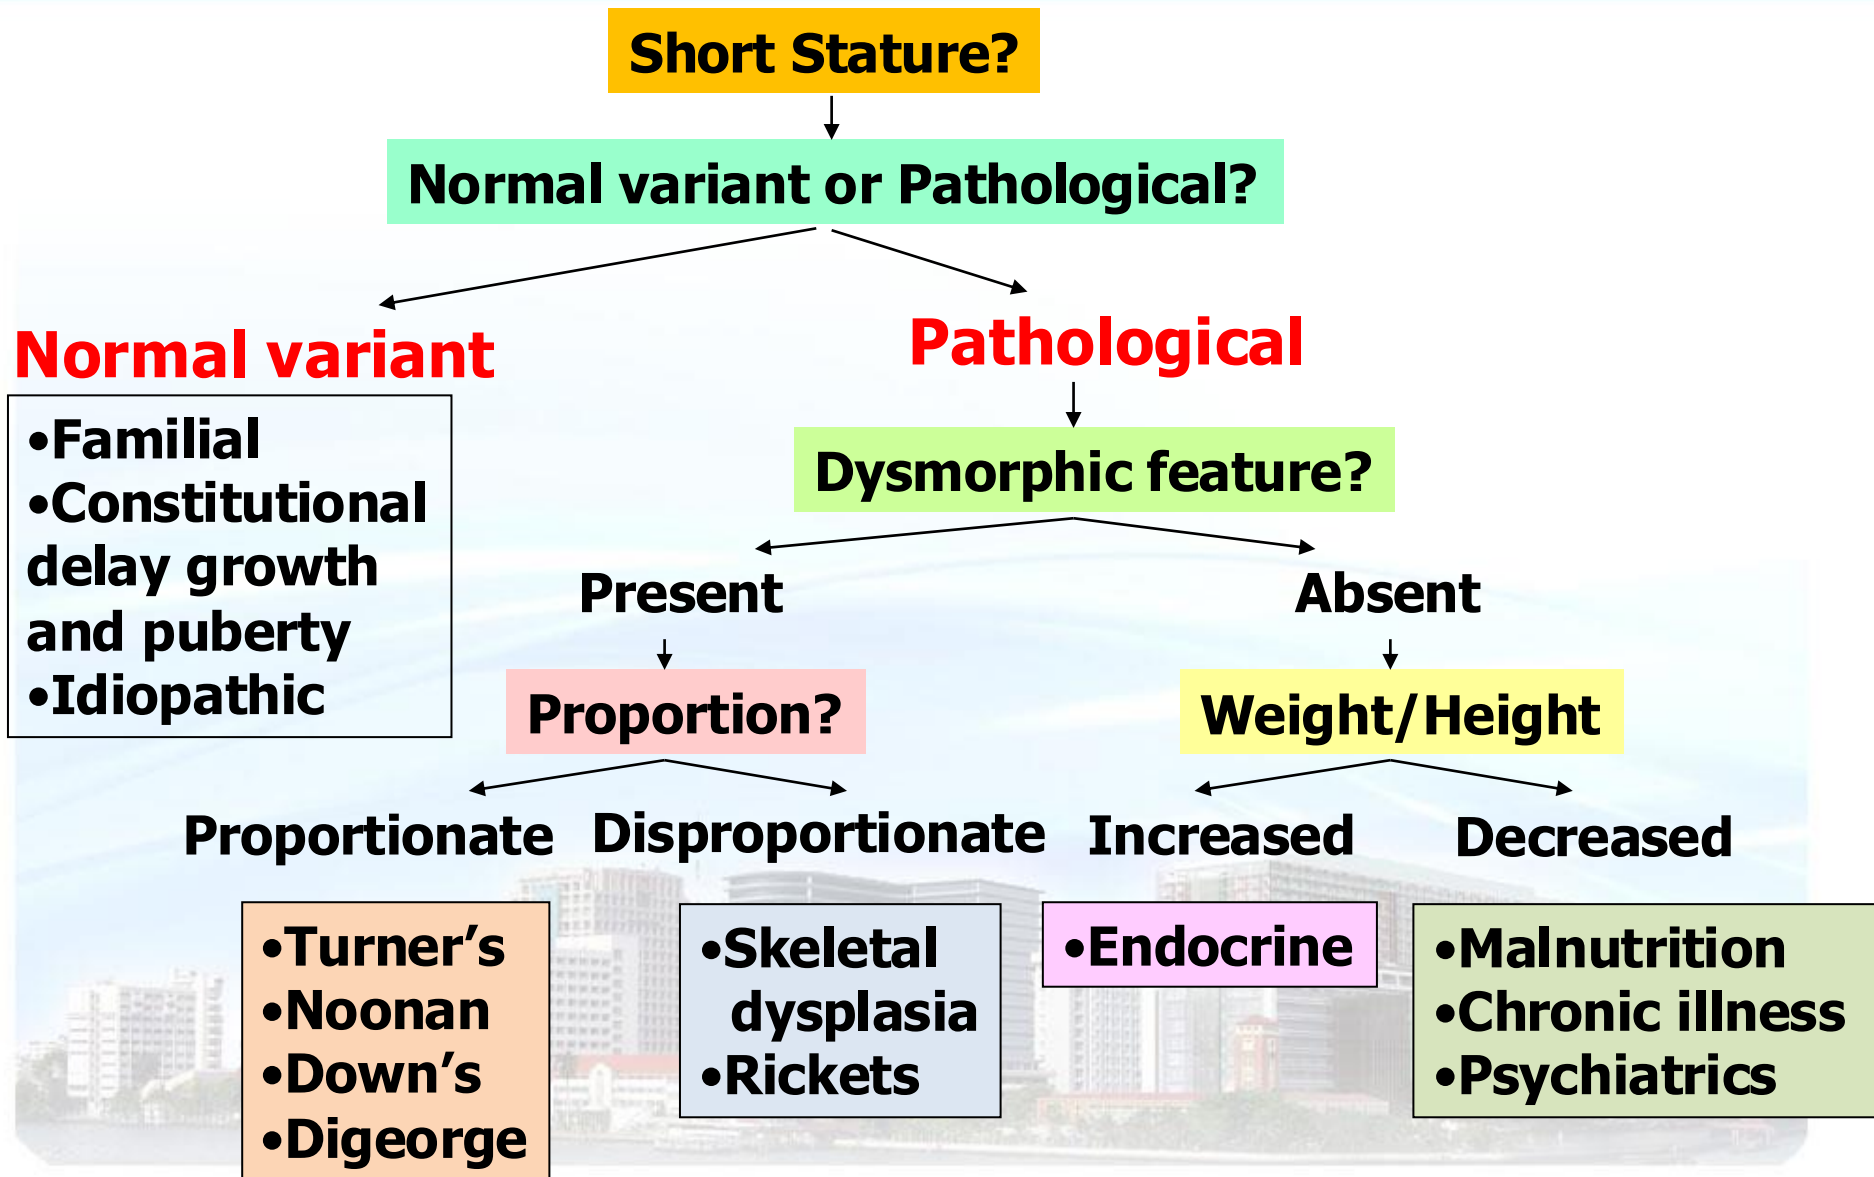 Short Stature?
Normal variant or Pathological?
Normal variant
•Familial
•Constitutional
delay growth
and puberty
•Idiopathic
Pathological
Dysmorphic feature?
Present
Absent
Proportion?
Weight/Height
Proportionate
Disproportionate
Increased
Decreased
•Turner’s
•Noonan
•Down’s
•Digeorge
•Skeletal
dysplasia
•Rickets
•Endocrine
•Malnutrition
•Chronic illness
•Psychiatrics